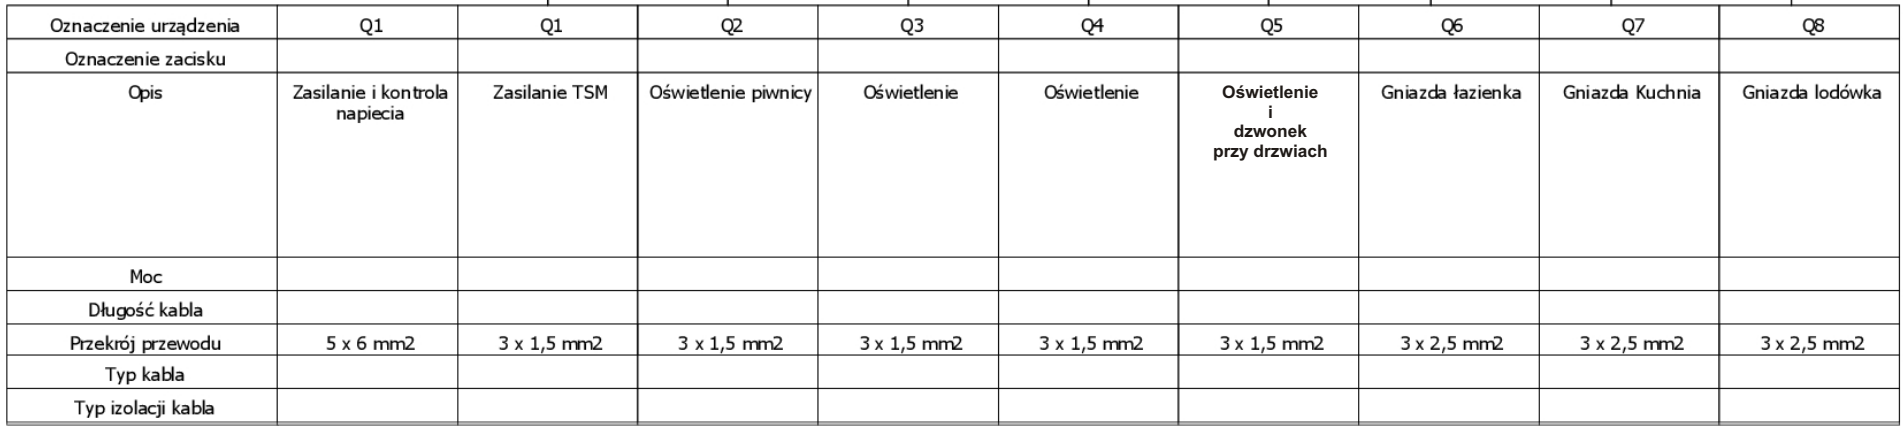 Oznaczenie urządzenia Q1 Q1 Q2 Q3 Q4 Q5 Q6 Q7 Q8
Oznaczenie zacisku
Opis Zasilanie i kontrola napiecia Zasilanie TSM Oświetlenie piwnicy Oświetlenie Oświetlenie Oświetlenie i dzwonek przy drzwiach Gniazda łazienka Gniazda Kuchnia Gniazda lodówka
Moc
Długość kabla
Przekrój przewodu 5 x 6 mm2 3 x 1,5 mm2 3 x 1,5 mm2 3 x 1,5 mm2 3 x 1,5 mm2 3 x 1,5 mm2 3 x 2,5 mm2 3 x 2,5 mm2 3 x 2,5 mm2
Typ kabla
Typ izolacji kabla